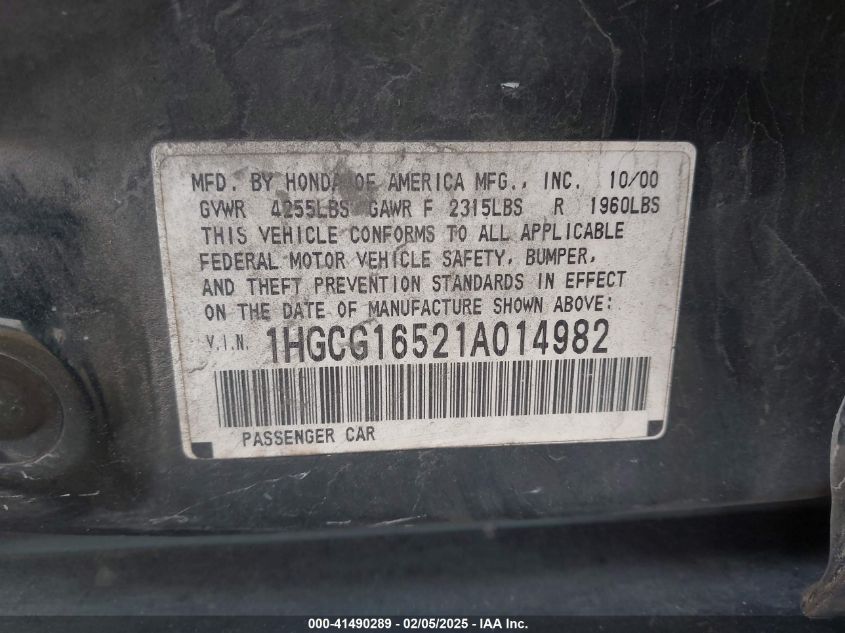 MFD. BY HONDA OF AMERICA MFG., INC. 10/00
GVWR 4255LBS GAWR F 2315LBS R 1960LBS
THIS VEHICLE CONFORMS TO ALL APPLICABLE
FEDERAL MOTOR VEHICLE SAFETY, BUMPER,
AND THEFT PREVENTION STANDARDS IN EFFECT
ON THE DATE OF MANUFACTURE SHOWN ABOVE:
V.I.N. 1HGCG16521A014982
PASSENGER CAR
000-41490289 - 02/05/2025 - IAA Inc.